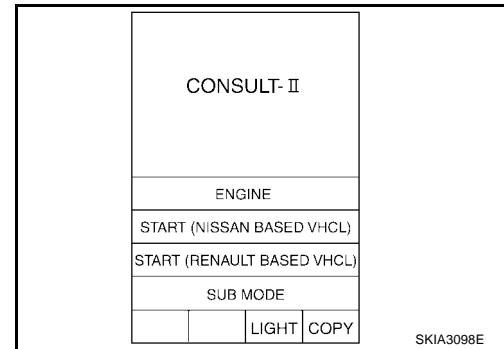 CONSULT-Ⅱ
ENGINE
START (NISSAN BASED VHCL)
START (RENAULT BASED VHCL)
SUB MODE
LIGHT COPY
SKIA3098E